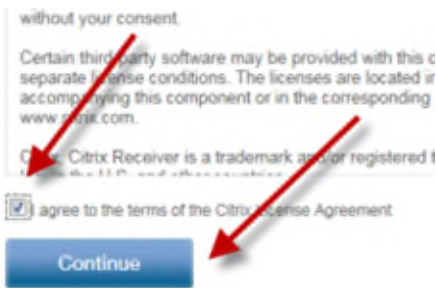 without your consent.
Certain third party software may be provided with this c
separate license conditions. The licenses are located in
accompanying this component or in the corresponding
www.citrix.com.
Citrix Receiver is a trademark and/or registered t
the U.S. and other countries
I agree to the terms of the Citrix License Agreement
Continue